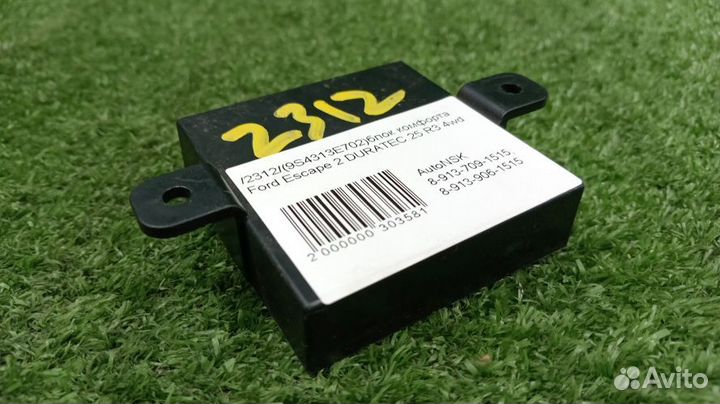 2312
/2312/(9S4313E702)блок комфорта
Ford Escape 2 DURATEC 25 R3 4wd
AutoNSK
8-913-709-1515,
8-913-906-1515
2 000000 303581
Avito